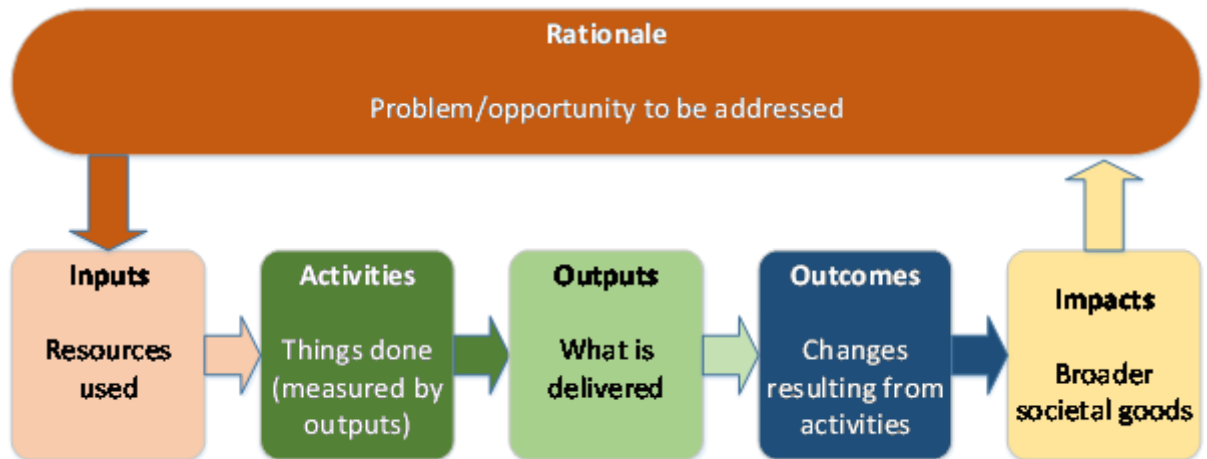 Rationale
Problem/opportunity to be addressed
Inputs
Resources
used
Activities
Things done
(measured by
outputs)
Outputs
What is
delivered
Outcomes
Changes
resulting from
activities
Impacts
Broader
societal goods